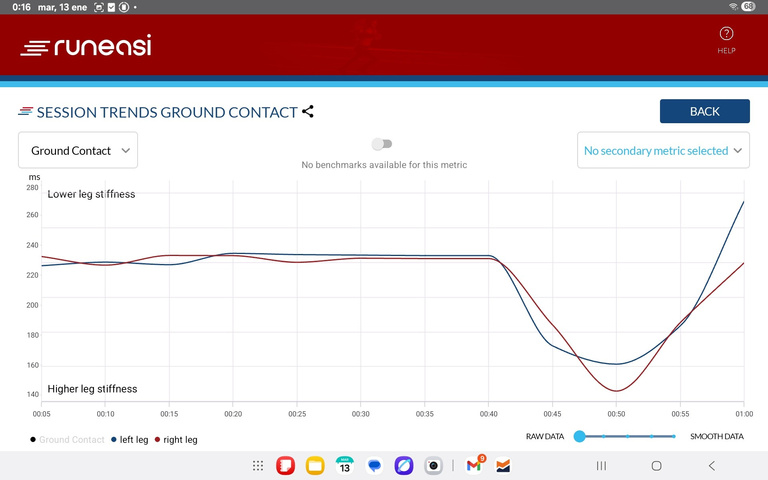 0:16 mar, 13 ene 68
runeasi
HELP
SESSION TRENDS GROUND CONTACT
BACK
Ground Contact
No benchmarks available for this metric
No secondary metric selected
ms
280
Lower leg stiffness
260
240
220
200
180
160
Higher leg stiffness
140
00:05 00:10 00:15 00:20 00:25 00:30 00:35 00:40 00:45 00:50 00:55 01:00
Ground Contact left leg right leg
RAW DATA SMOOTH DATA
13
9